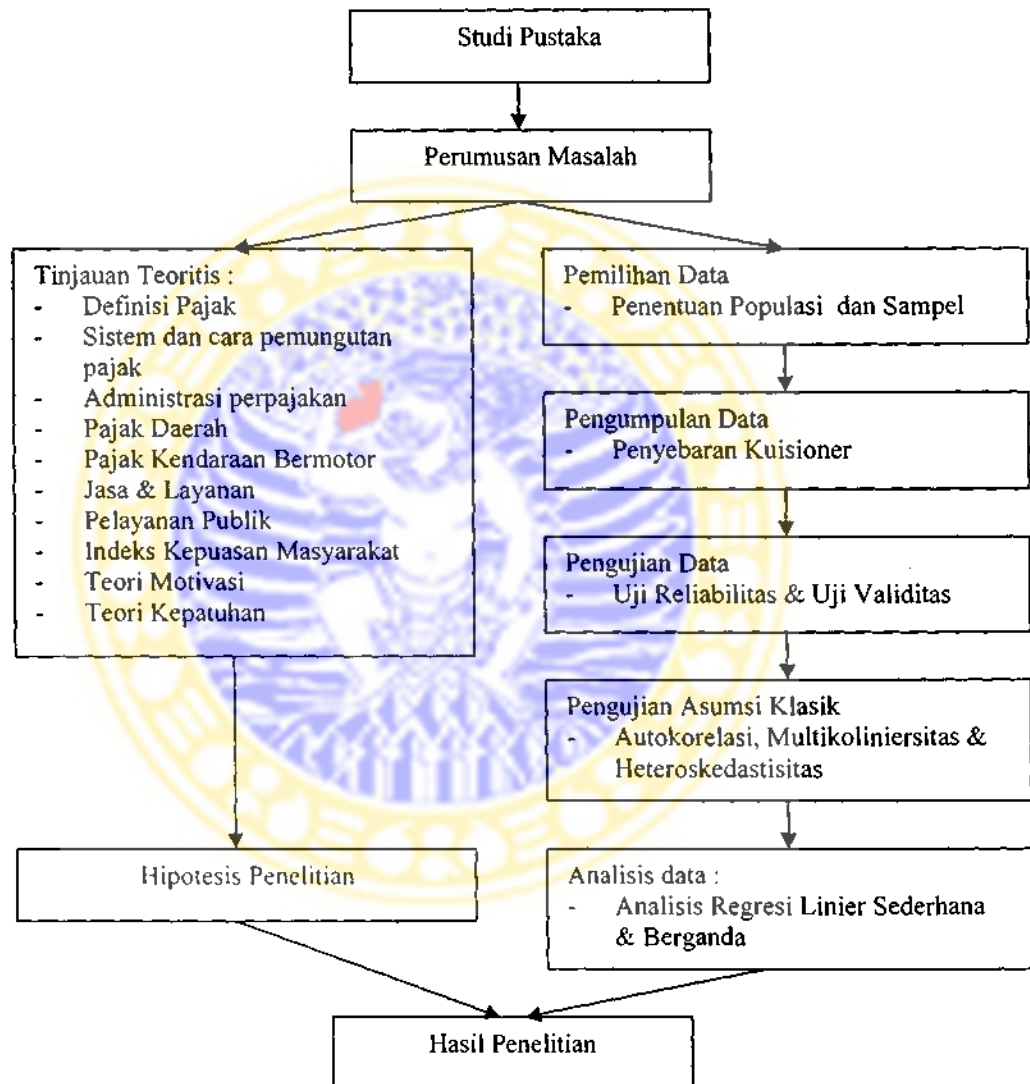 Studi Pustaka
Perumusan Masalah
Tinjauan Teoritis :
- Definisi Pajak
- Sistem dan cara pemungutan
pajak
- Administrasi perpajakan
- Pajak Daerah
- Pajak Kendaraan Bermotor
- Jasa & Layanan
- Pelayanan Publik
- Indeks Kepuasan Masyarakat
- Teori Motivasi
- Teori Kepatuhan
Hipotesis Penelitian
Pemilihan Data
- Penentuan Populasi dan Sampel
Pengumpulan Data
- Penyebaran Kuisioner
Pengujian Data
- Uji Reliabilitas & Uji Validitas
Pengujian Asumsi Klasik
- Autokorelasi, Multikoliniersitas &
Heteroskedastisitas
Analisis data :
- Analisis Regresi Linier Sederhana
& Berganda
Hasil Penelitian